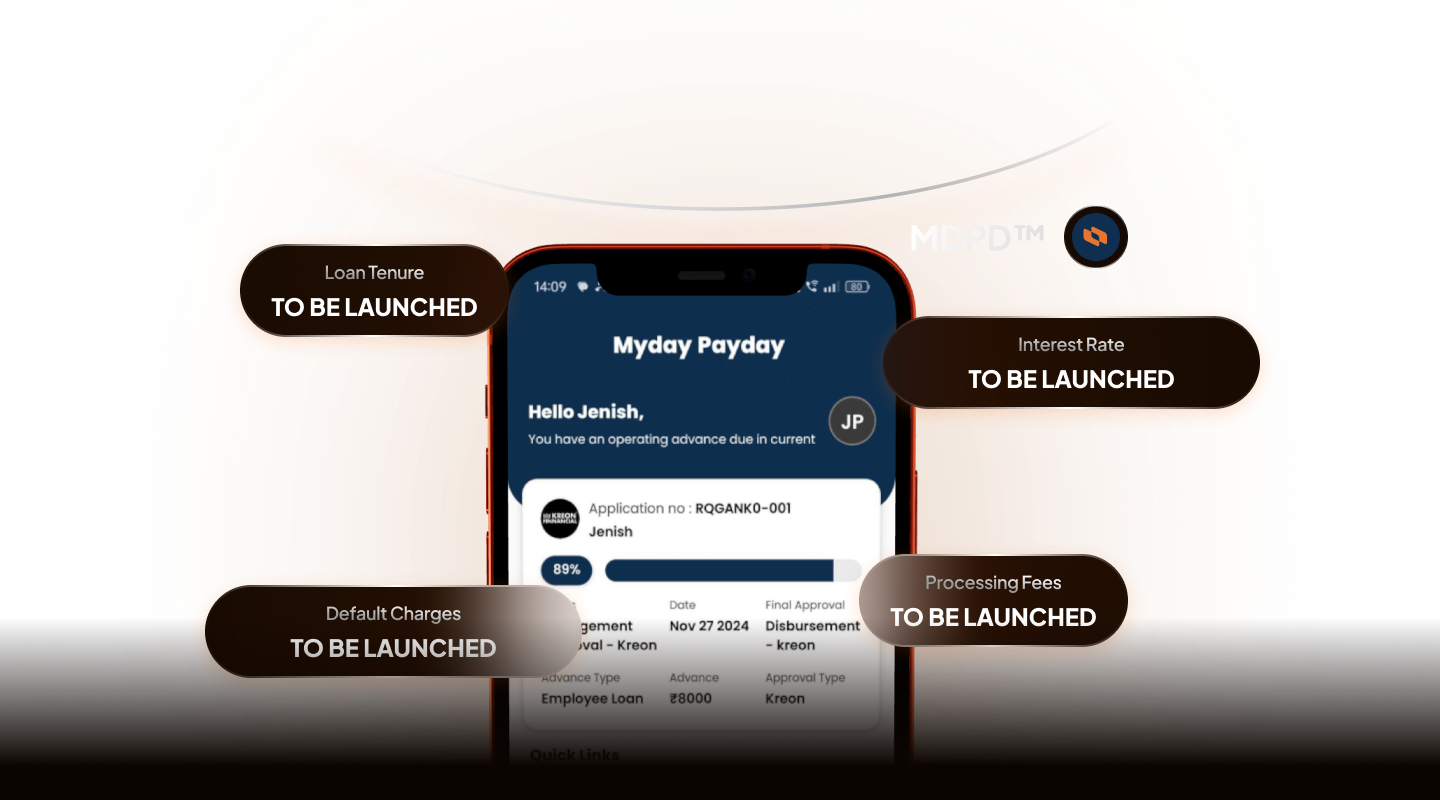 MDPD™
Loan Tenure
TO BE LAUNCHED
14:09
80
Myday Payday
Interest Rate
TO BE LAUNCHED
Hello Jenish,
JP
You have an operating advance due in current
KREON
FINNANCIAL
Application no : RQGANK0-001
Jenish
89%
Processing Fees
TO BE LAUNCHED
Default Charges
TO BE LAUNCHED
Date
Final Approval
Nov 27 2024
Disbursement
- kreon
- Kreon
Advance Type
Advance
Approval Type
Employee Loan
₹8000
Kreon
Quick Links